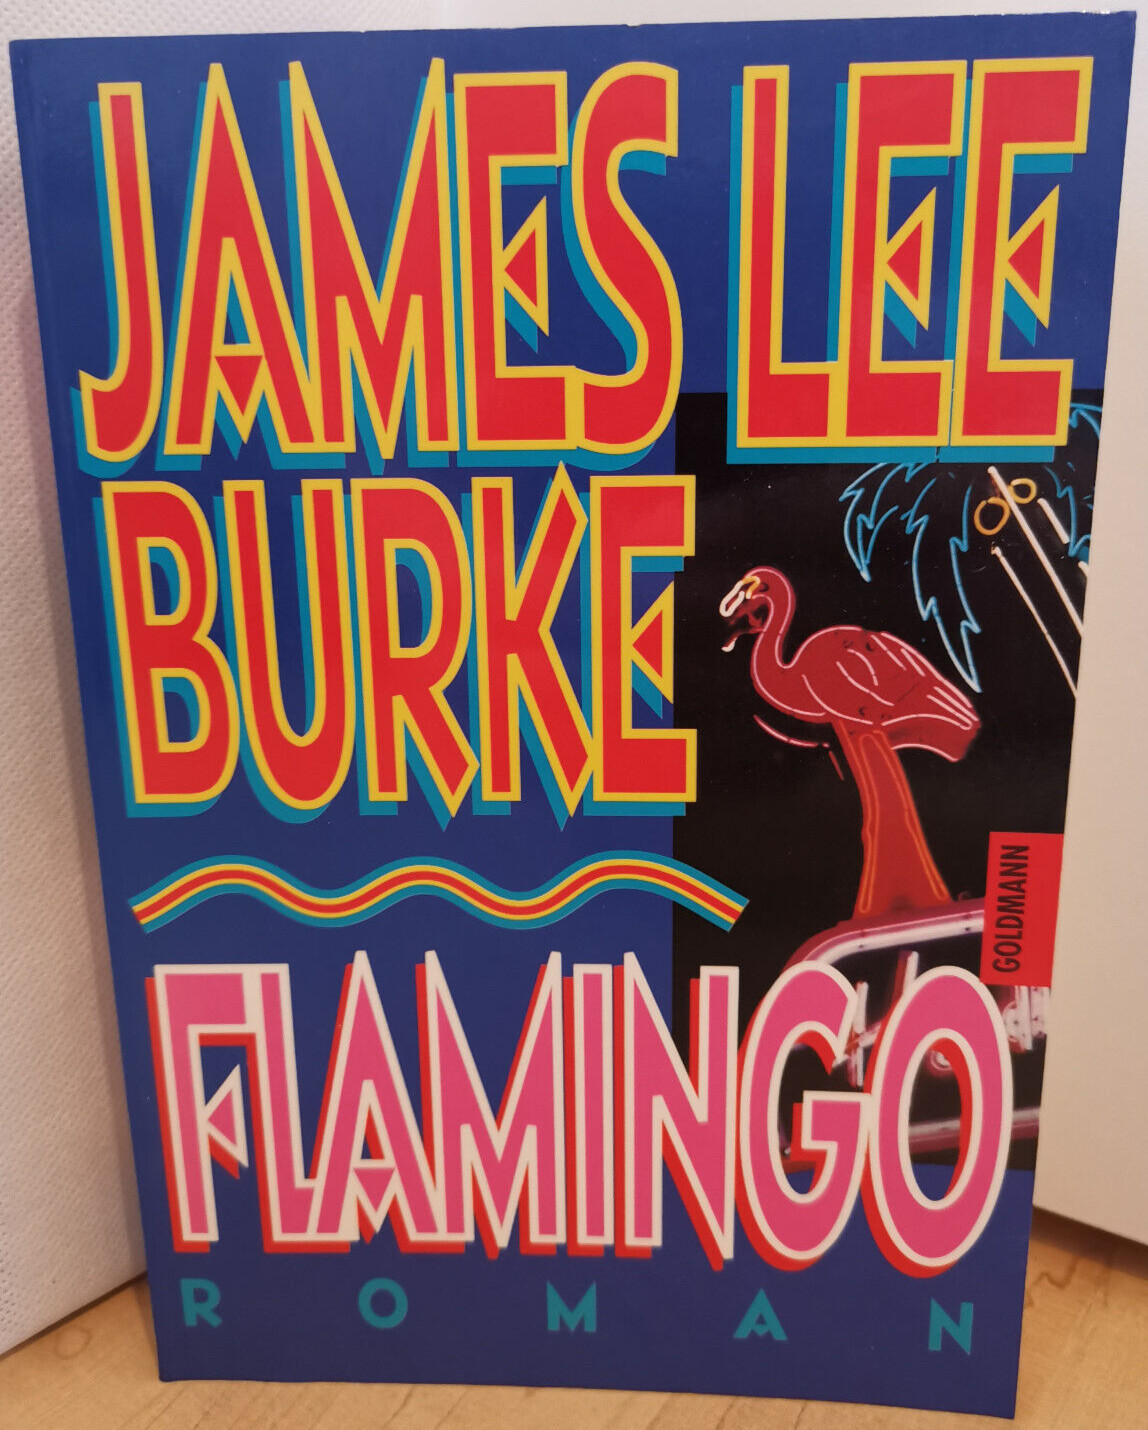 JAMES LEE
BURKE
GOLDMANN
FLAMINGO
ROMAN